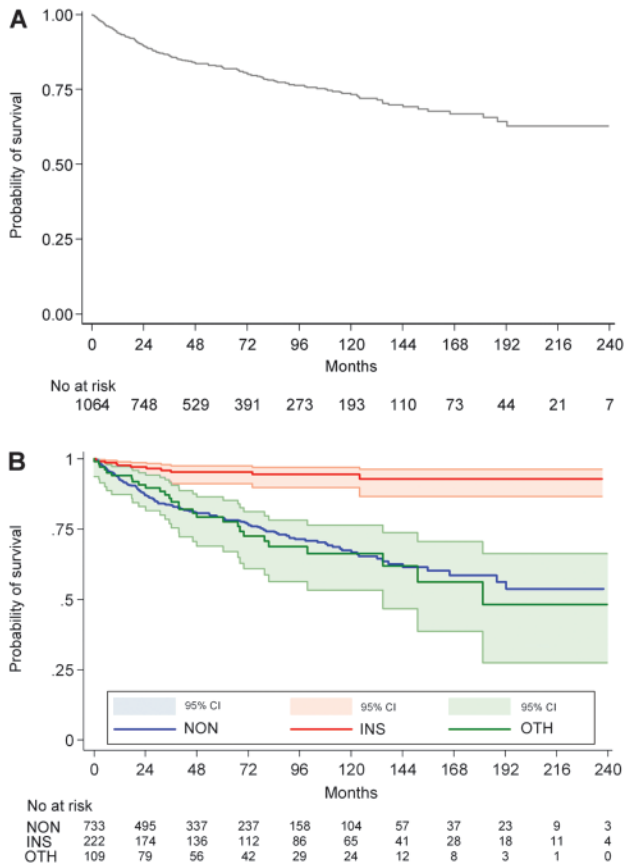 A
1.00
0.75
0.50
0.25
0.00
Probability of survival
0 24 48 72 96 120 144 168 192 216 240
Months
No at risk
1064 748 529 391 273 193 110 73 44 21 7
B
1
.75
.5
.25
0
Probability of survival
95% CI 95% CI 95% CI
NON INS OTH
0 24 48 72 96 120 144 168 192 216 240
Months
No at risk
NON 733 495 337 237 158 104 57 37 23 9 3
INS 222 174 136 112 86 65 41 28 18 11 4
OTH 109 79 56 42 29 24 12 8 3 1 0